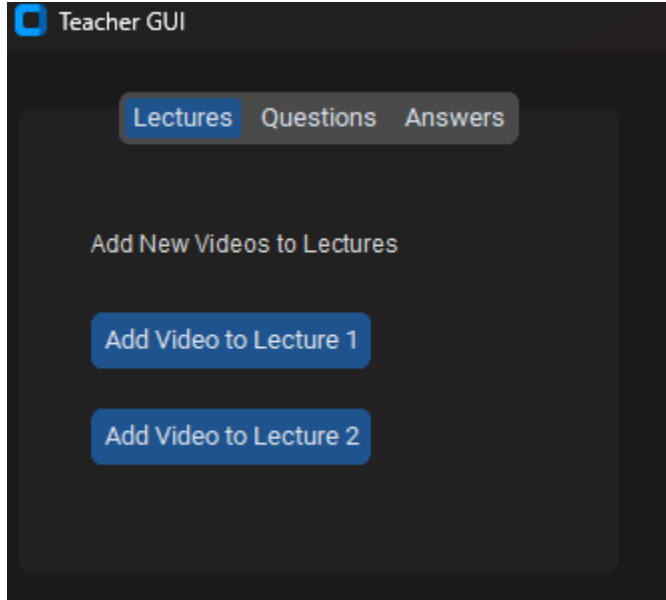 Teacher GUI
Lectures Questions Answers
Add New Videos to Lectures
Add Video to Lecture 1
Add Video to Lecture 2